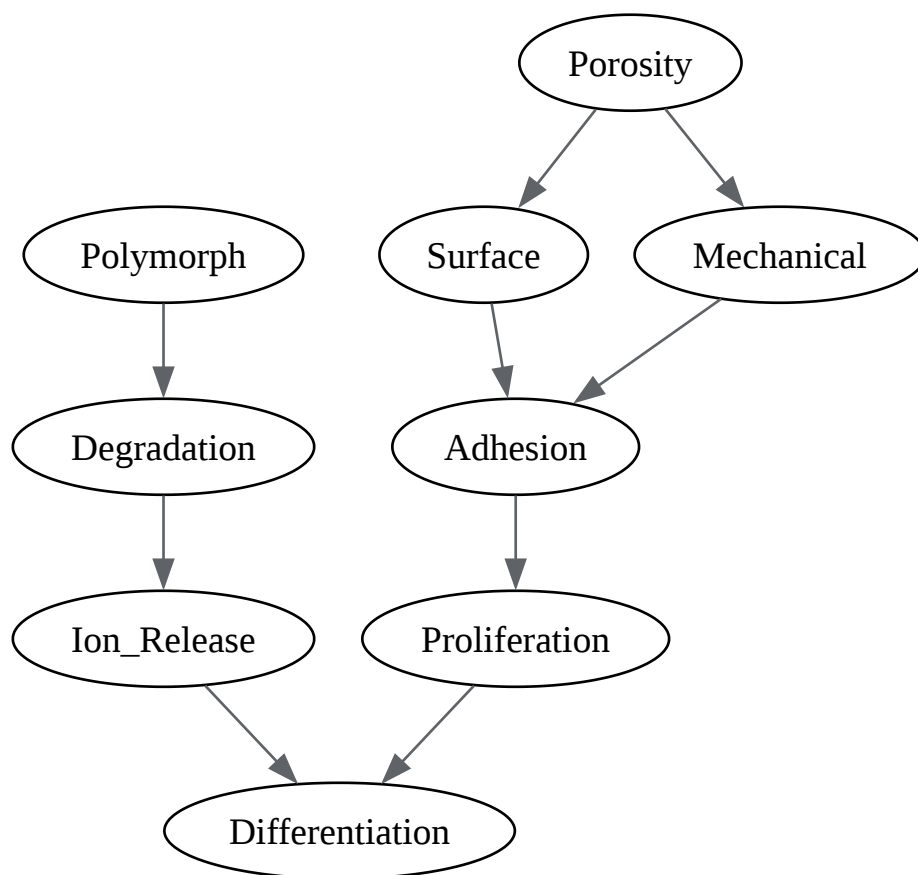 Porosity
Polymorph
Surface
Mechanical
Degradation
Adhesion
Ion_Release
Proliferation
Differentiation